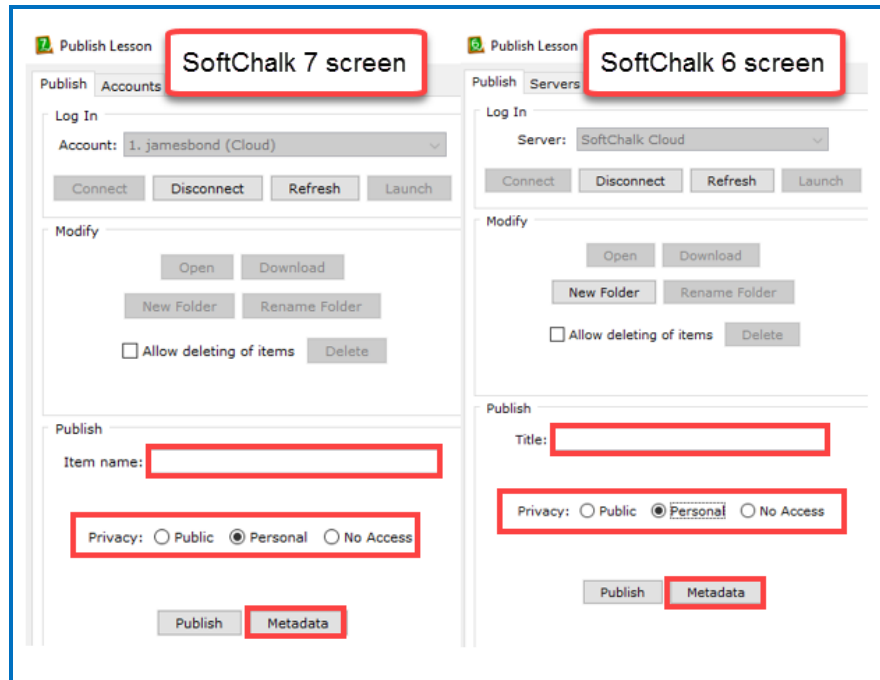 7. Publish Lesson
SoftChalk 7 screen
Publish Accounts
Log In
Account: 1. jamesbond (Cloud)
Connect Disconnect Refresh Launch
Modify
Open Download
New Folder Rename Folder
Allow deleting of items Delete
Publish
Item name:
Privacy: Public Personal No Access
Publish Metadata
6. Publish Lesson
SoftChalk 6 screen
Publish Servers
Log In
Server: SoftChalk Cloud
Connect Disconnect Refresh Launch
Modify
Open Download
New Folder Rename Folder
Allow deleting of items Delete
Publish
Title:
Privacy: Public Personal No Access
Publish Metadata